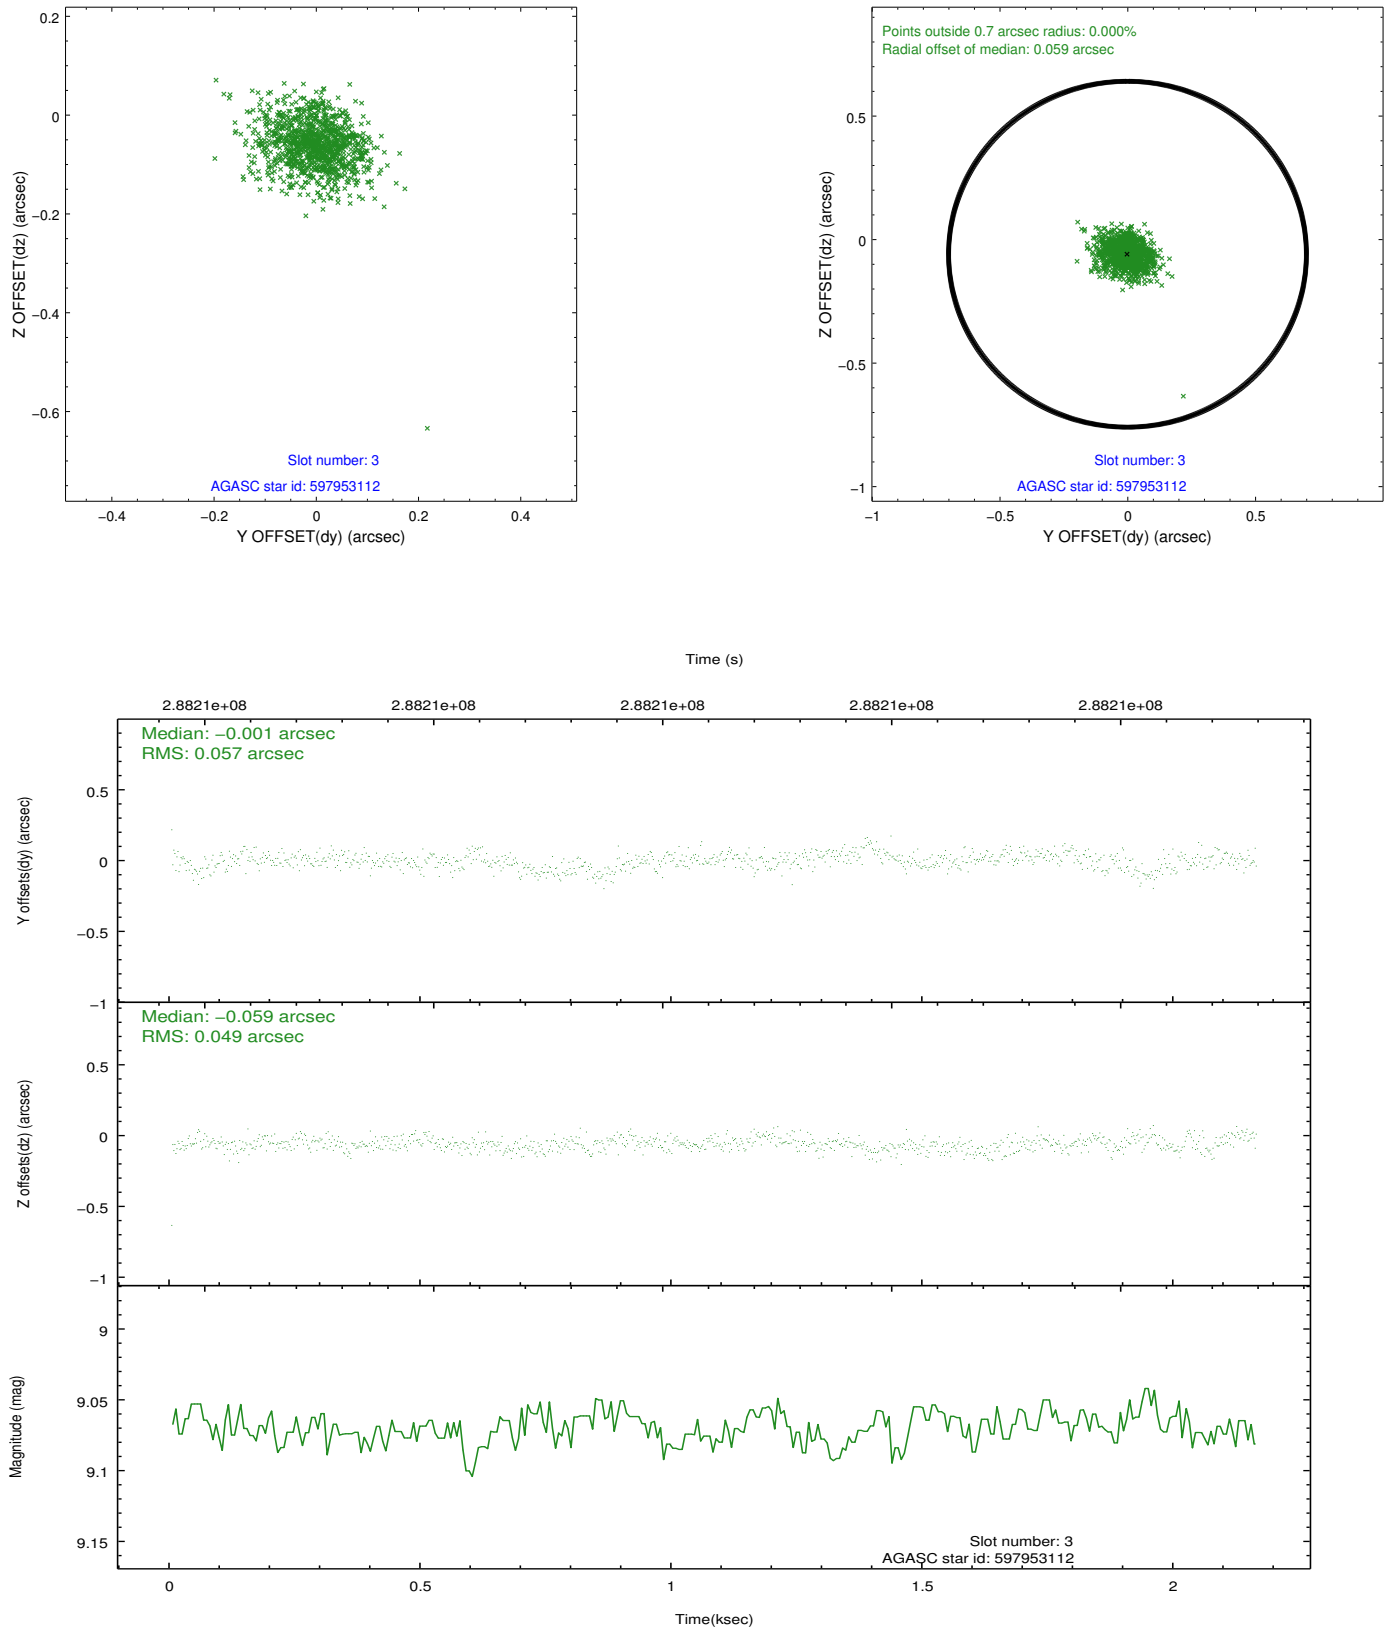 0.2
0
−0.2
−0.4
−0.6
Z OFFSET(dz) (arcsec)
Slot number: 3
AGASC star id: 597953112
−0.4 −0.2 0 0.2 0.4
Y OFFSET(dy) (arcsec)
Points outside 0.7 arcsec radius: 0.000%
Radial offset of median: 0.059 arcsec
0.5
0
−0.5
−1
Z OFFSET(dz) (arcsec)
Slot number: 3
AGASC star id: 597953112
−1 −0.5 0 0.5
Y OFFSET(dy) (arcsec)
Time (s)
2.8821e+08 2.8821e+08 2.8821e+08 2.8821e+08 2.8821e+08
Median: −0.001 arcsec
RMS: 0.057 arcsec
0.5
0
−0.5
−1
Y offsets(dy) (arcsec)
Median: −0.059 arcsec
RMS: 0.049 arcsec
0.5
0
−0.5
−1
Z offsets(dz) (arcsec)
9
9.05
9.1
9.15
Magnitude (mag)
Slot number: 3
AGASC star id: 597953112
0 0.5 1 1.5 2
Time(ksec)